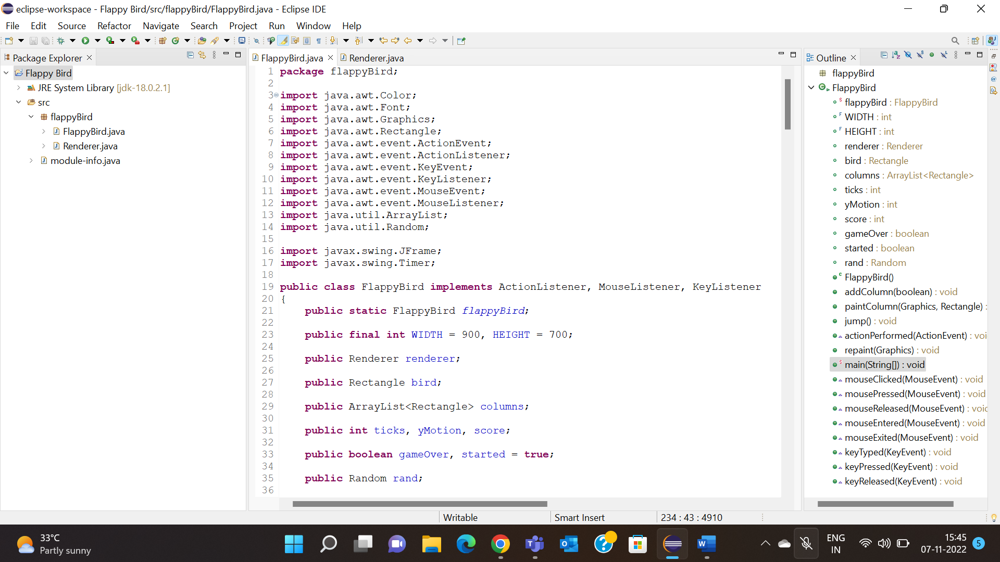 eclipse-workspace - Flappy Bird/src/flappyBird/FlappyBird.java - Eclipse IDE
File Edit Source Refactor Navigate Search Project Run Window Help
Package Explorer
Flappy Bird
JRE System Library [jdk-18.0.2.1]
src
flappyBird
FlappyBird.java
Renderer.java
module-info.java
FlappyBird.java Renderer.java
1 package flappyBird;
2
3 import java.awt.Color;
4 import java.awt.Font;
5 import java.awt.Graphics;
6 import java.awt.Rectangle;
7 import java.awt.event.ActionEvent;
8 import java.awt.event.ActionListener;
9 import java.awt.event.KeyEvent;
10 import java.awt.event.KeyListener;
11 import java.awt.event.MouseEvent;
12 import java.awt.event.MouseListener;
13 import java.util.ArrayList;
14 import java.util.Random;
15
16 import javax.swing.JFrame;
17 import javax.swing.Timer;
18
19 public class FlappyBird implements ActionListener, MouseListener, KeyListener
20 {
21 public static FlappyBird flappyBird;
22
23 public final int WIDTH = 900, HEIGHT = 700;
24
25 public Renderer renderer;
26
27 public Rectangle bird;
28
29 public ArrayList<Rectangle> columns;
30
31 public int ticks, yMotion, score;
32
33 public boolean gameOver, started = true;
34
35 public Random rand;
36
Outline
flappyBird
FlappyBird
flappyBird : FlappyBird
WIDTH : int
HEIGHT : int
renderer : Renderer
bird : Rectangle
columns : ArrayList<Rectangle>
ticks : int
yMotion : int
score : int
gameOver : boolean
started : boolean
rand : Random
FlappyBird()
addColumn(boolean) : void
paintColumn(Graphics, Rectangle) :
jump() : void
actionPerformed(ActionEvent) : voi
repaint(Graphics) : void
main(String[]) : void
mouseClicked(MouseEvent) : void
mousePressed(MouseEvent) : void
mouseReleased(MouseEvent) : void
mouseEntered(MouseEvent) : void
mouseExited(MouseEvent) : void
keyTyped(KeyEvent) : void
keyPressed(KeyEvent) : void
keyReleased(KeyEvent) : void
Writable Smart Insert 234 : 43 : 4910
33°C
Partly sunny
ENG
IN
15:45
07-11-2022
5